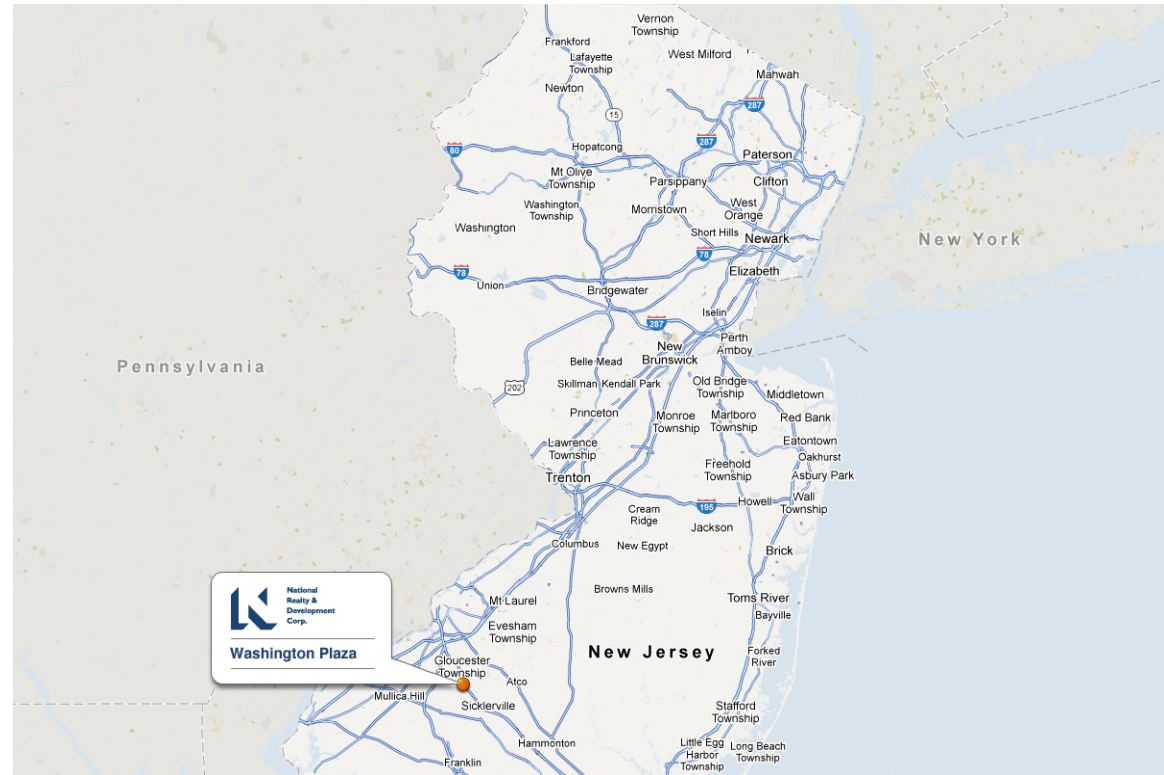 Vernon
Township
Frankford
Lafayette
Township
West Milford
Mahwah
Newton
287
15
287
80
Hopatcong
Paterson
Mt Olive
Township
Parsippany
Clifton
Washington
Township
Morristown
West
Orange
Washington
Short Hills
Newark
New York
78
78
Elizabeth
Union
Bridgewater
Iselin
287
Perth
Amboy
New
Brunswick
Belle Mead
Pennsylvania
202
Skillman
Kendall Park
Old Bridge
Township
Middletown
Princeton
Monroe
Township
Marlboro
Township
Red Bank
Lawrence
Township
Eatontown
Oakhurst
Trenton
Freehold
Township
Asbury Park
195
Howell
Wall
Township
Cream
Ridge
Jackson
Columbus
New Egypt
Brick
Browns Mills
Toms River
Bayville
Mt Laurel
Evesham
Township
National
Realty &
Development
Corp.
Washington Plaza
New Jersey
Forked
River
Gloucester
Township
Atco
Mullica Hill
Sicklerville
Stafford
Township
Hammonton
Little Egg
Harbor
Township
Long Beach
Township
Franklin